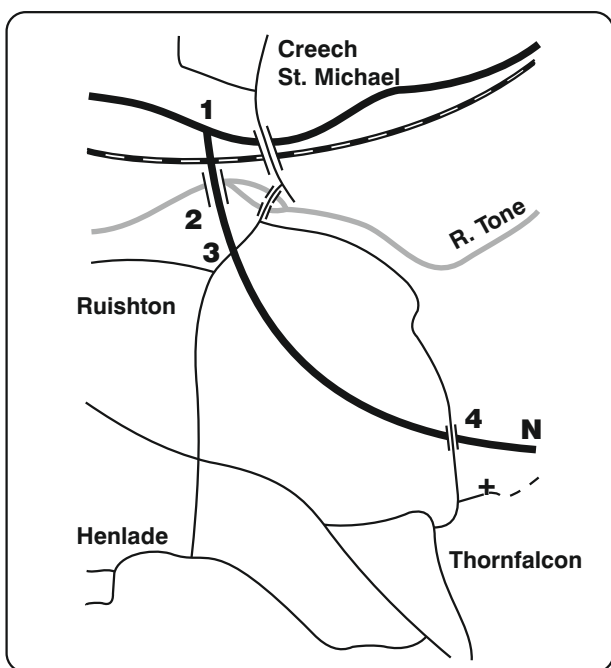 Creech
St. Michael
1
2
R. Tone
3
Ruishton
4
N
+
Henlade
Thornfalcon